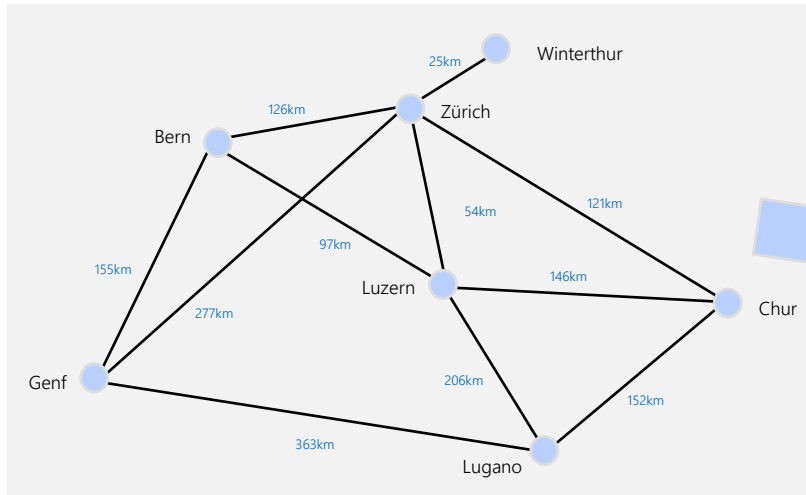 Winterthur
25km
Zürich
126km
Bern
121km
54km
97km
155km
146km
Luzern
Chur
277km
Genf
206km
152km
363km
Lugano